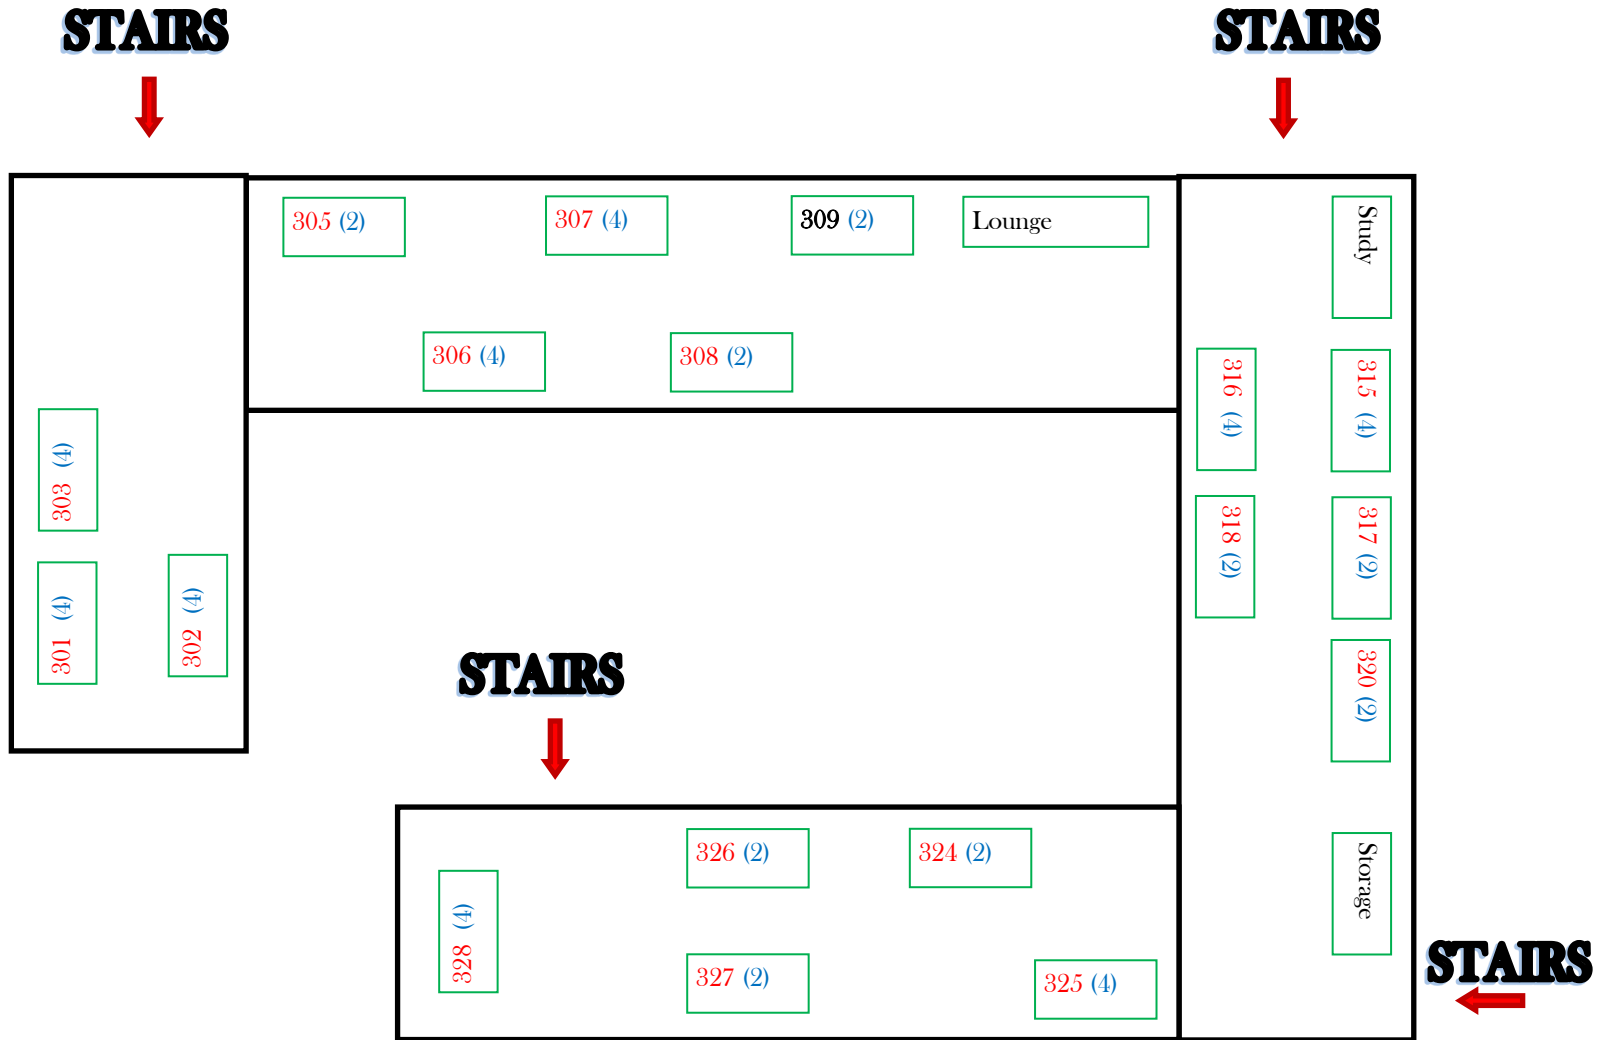 STAIRS
STAIRS
305 (2)
307 (4)
309 (2)
Lounge
Study
306 (4)
308 (2)
316 (4)
315 (4)
303 (4)
318 (2)
317 (2)
301 (4)
302 (4)
320 (2)
STAIRS
326 (2)
324 (2)
Storage
328 (4)
327 (2)
325 (4)
STAIRS